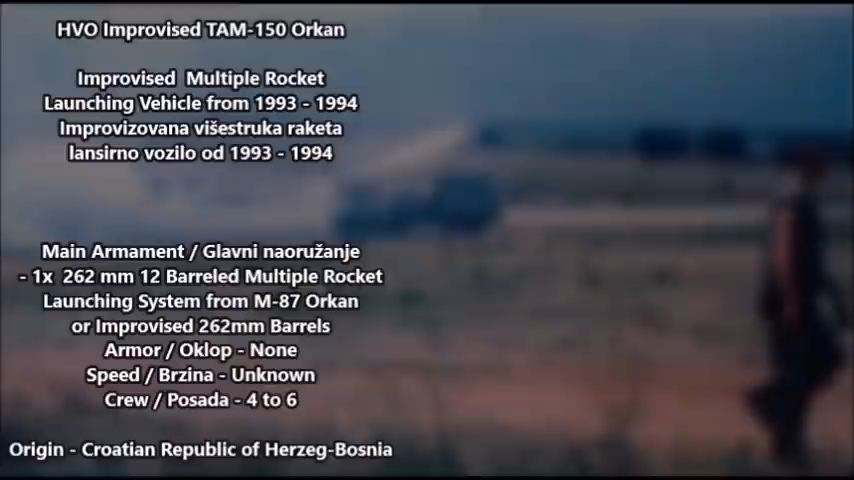 HVO Improvised TAM-150 Orkan
Improvised Multiple Rocket
Launching Vehicle from 1993 - 1994
Improvizovana višestruka raketa
lansirno vozilo od 1993 - 1994
Main Armament / Glavni naoružanje
- 1x 262 mm 12 Barreled Multiple Rocket
Launching System from M-87 Orkan
or Improvised 262mm Barrels
Armor / Oklop - None
Speed / Brzina - Unknown
Crew / Posada - 4 to 6
Origin - Croatian Republic of Herzeg-Bosnia